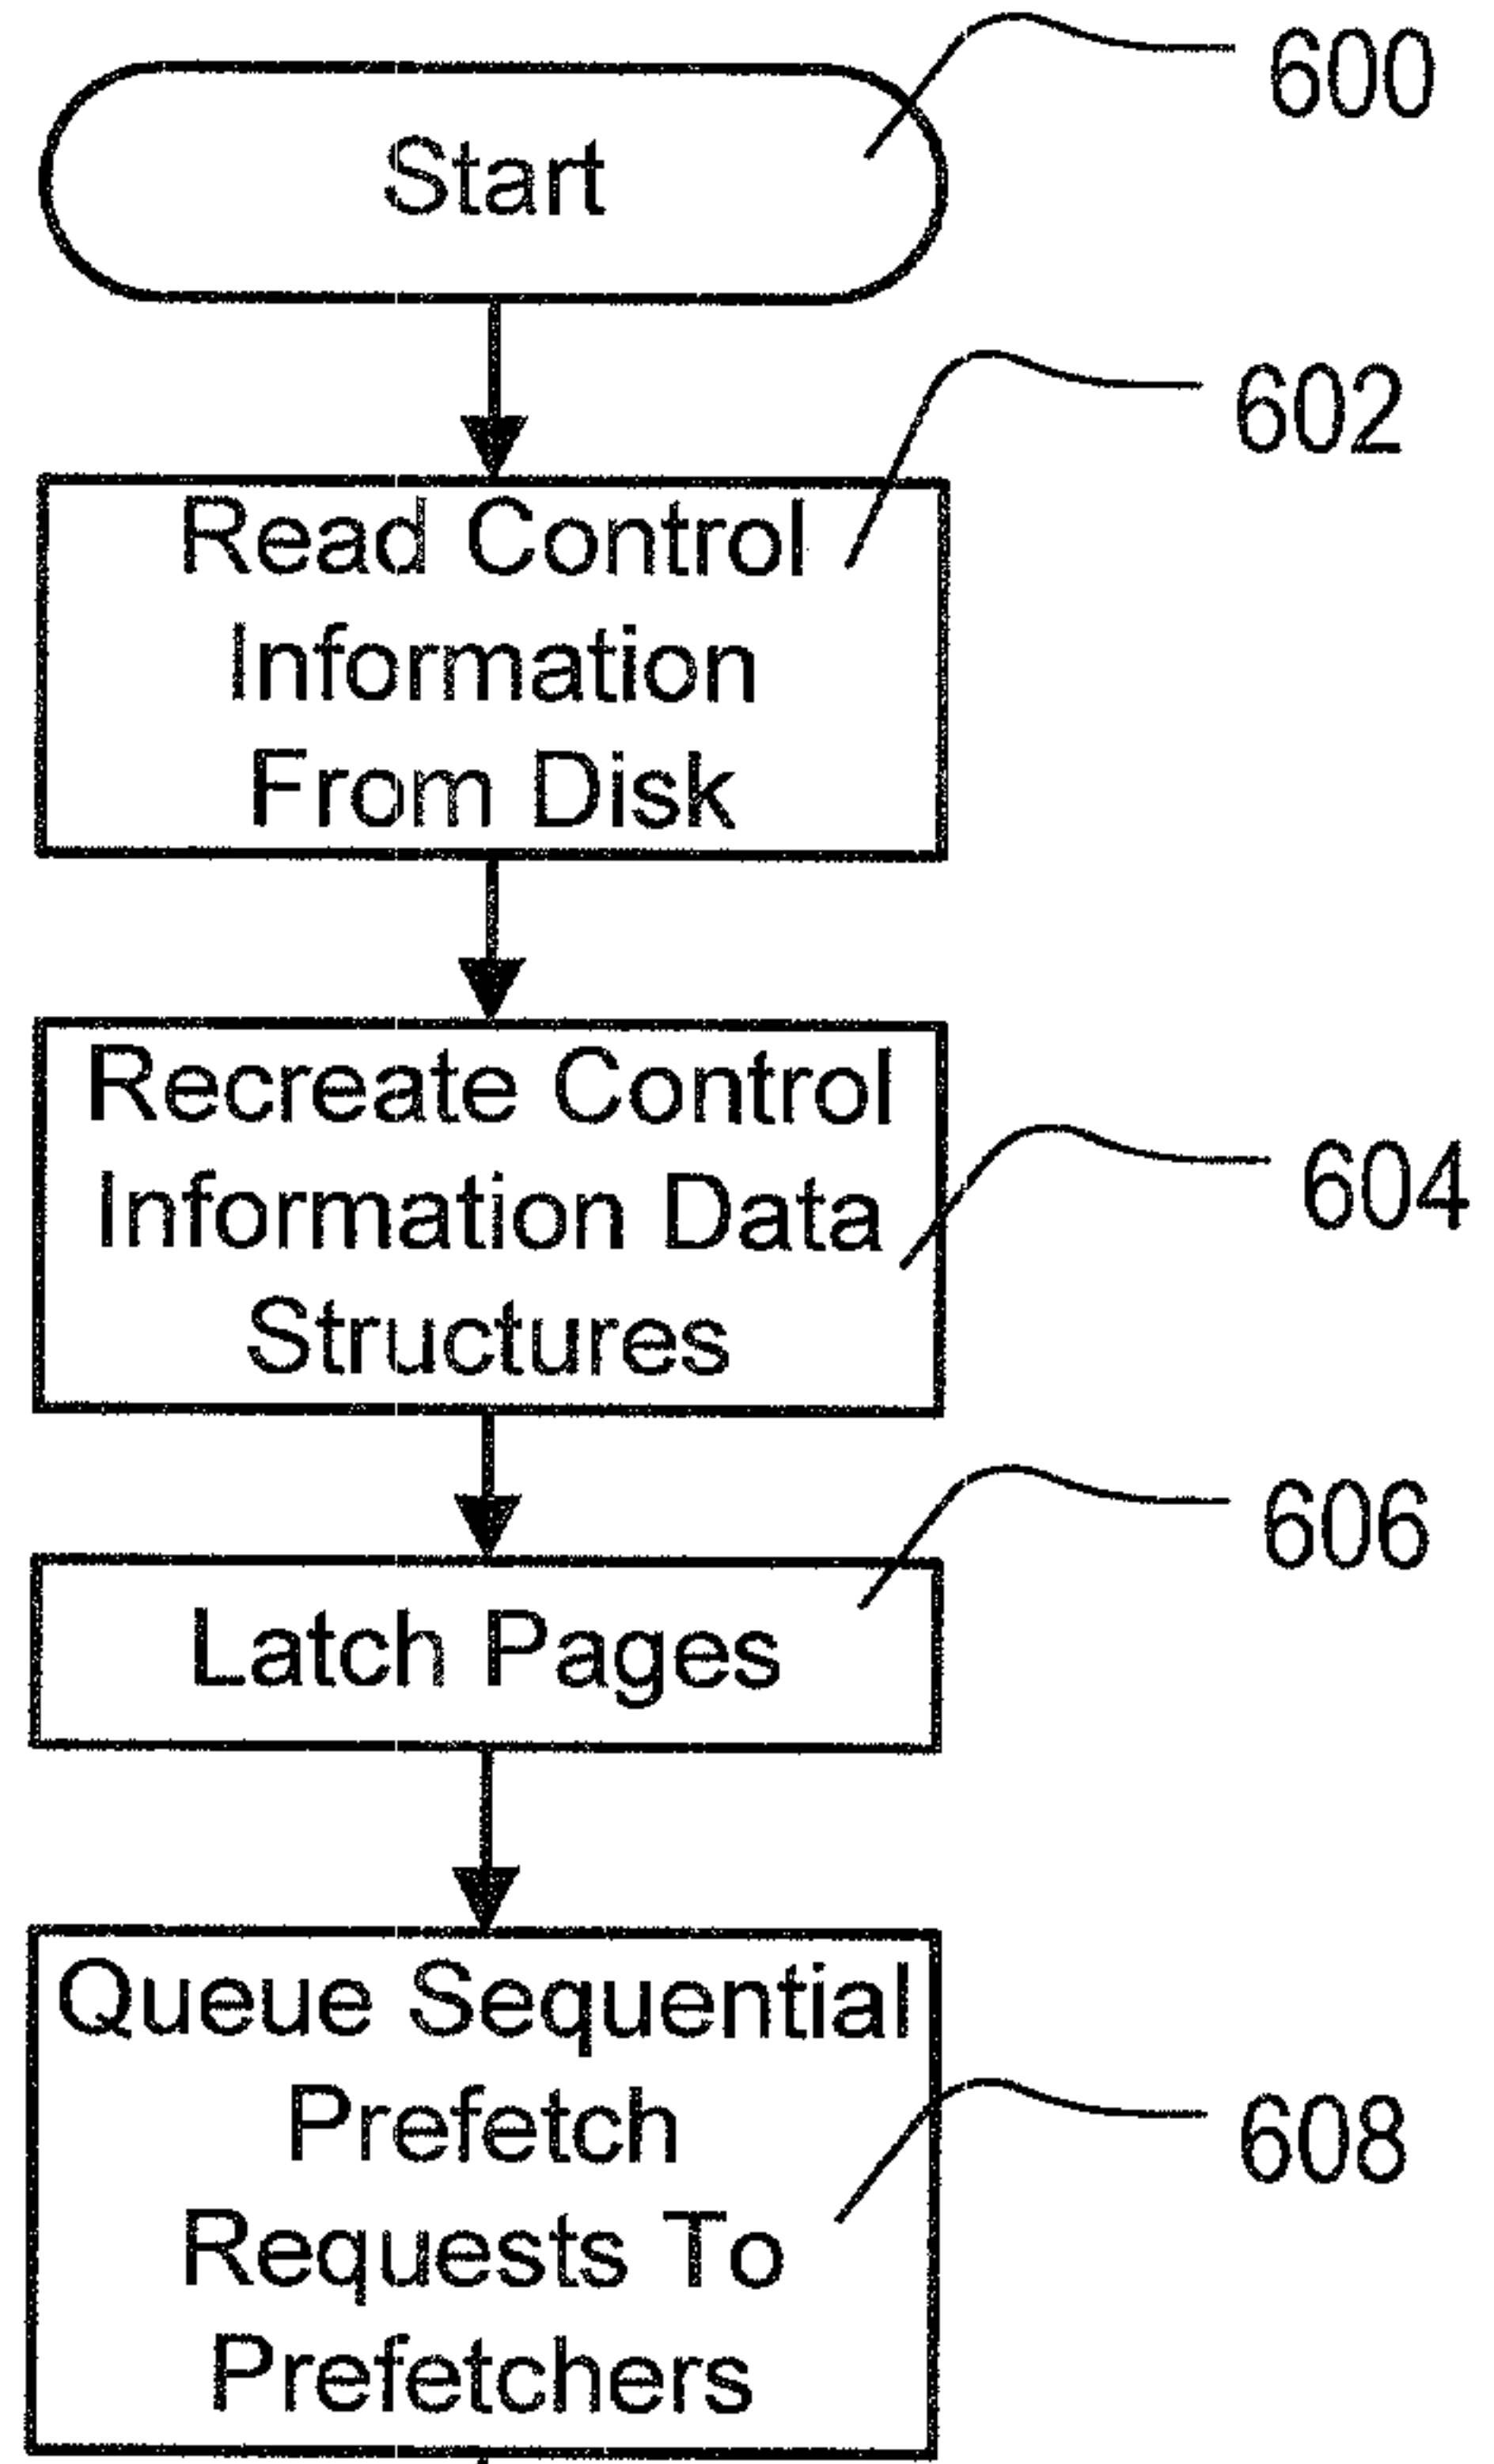 600
Start
602
Read Control
Information
From Disk
Recreate Control
604
Information Data
Structures
606
Latch Pages
Queue Sequential
Prefetch
608
Requests To
Prefetchers